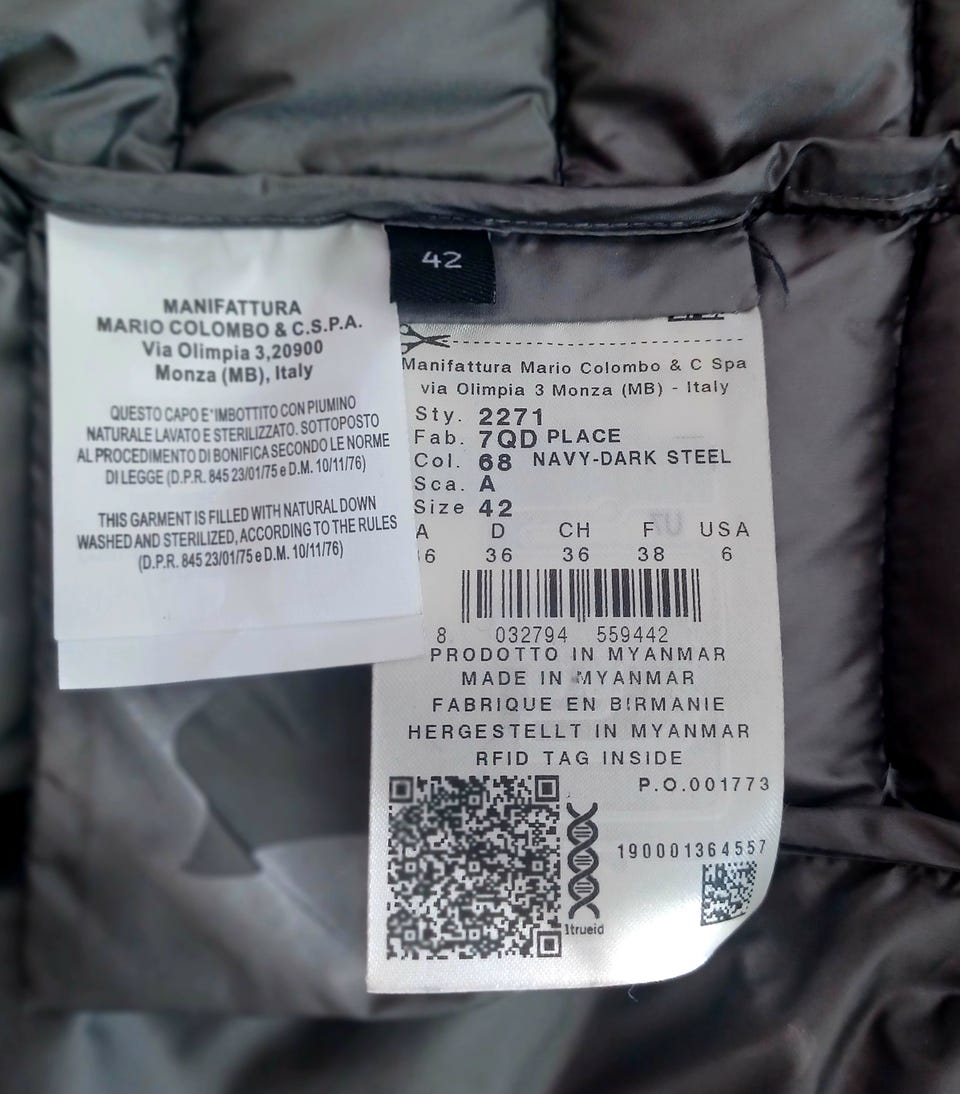 MANIFATTURA
MARIO COLOMBO & C.S.P.A.
Via Olimpia 3,20900
Monza (MB), Italy
QUESTO CAPO E' IMBOTTITO CON PIUMINO
NATURALE LAVATO E STERILIZZATO. SOTTOPOSTO
AL PROCEDIMENTO DI BONIFICA SECONDO LE NORME
DI LEGGE (D.P.R. 845 23/01/75 e D.M. 10/11/76)
THIS GARMENT IS FILLED WITH NATURAL DOWN
WASHED AND STERILIZED, ACCORDING TO THE RULES
(D.P.R. 845 23/01/75 e D.M. 10/11/76)
42
Manifattura Mario Colombo & C Spa
via Olimpia 3 Monza (MB) - Italy
Sty. 2271
Fab. 7QD PLACE
Col. 68 NAVY-DARK STEEL
Sca. A
Size 42
A D CH F USA
6 36 36 38 6
8 032794 559442
PRODOTTO IN MYANMAR
MADE IN MYANMAR
FABRIQUE EN BIRMANIE
HERGESTELLT IN MYANMAR
RFID TAG INSIDE
P.O.001773
190001364557
1trueid